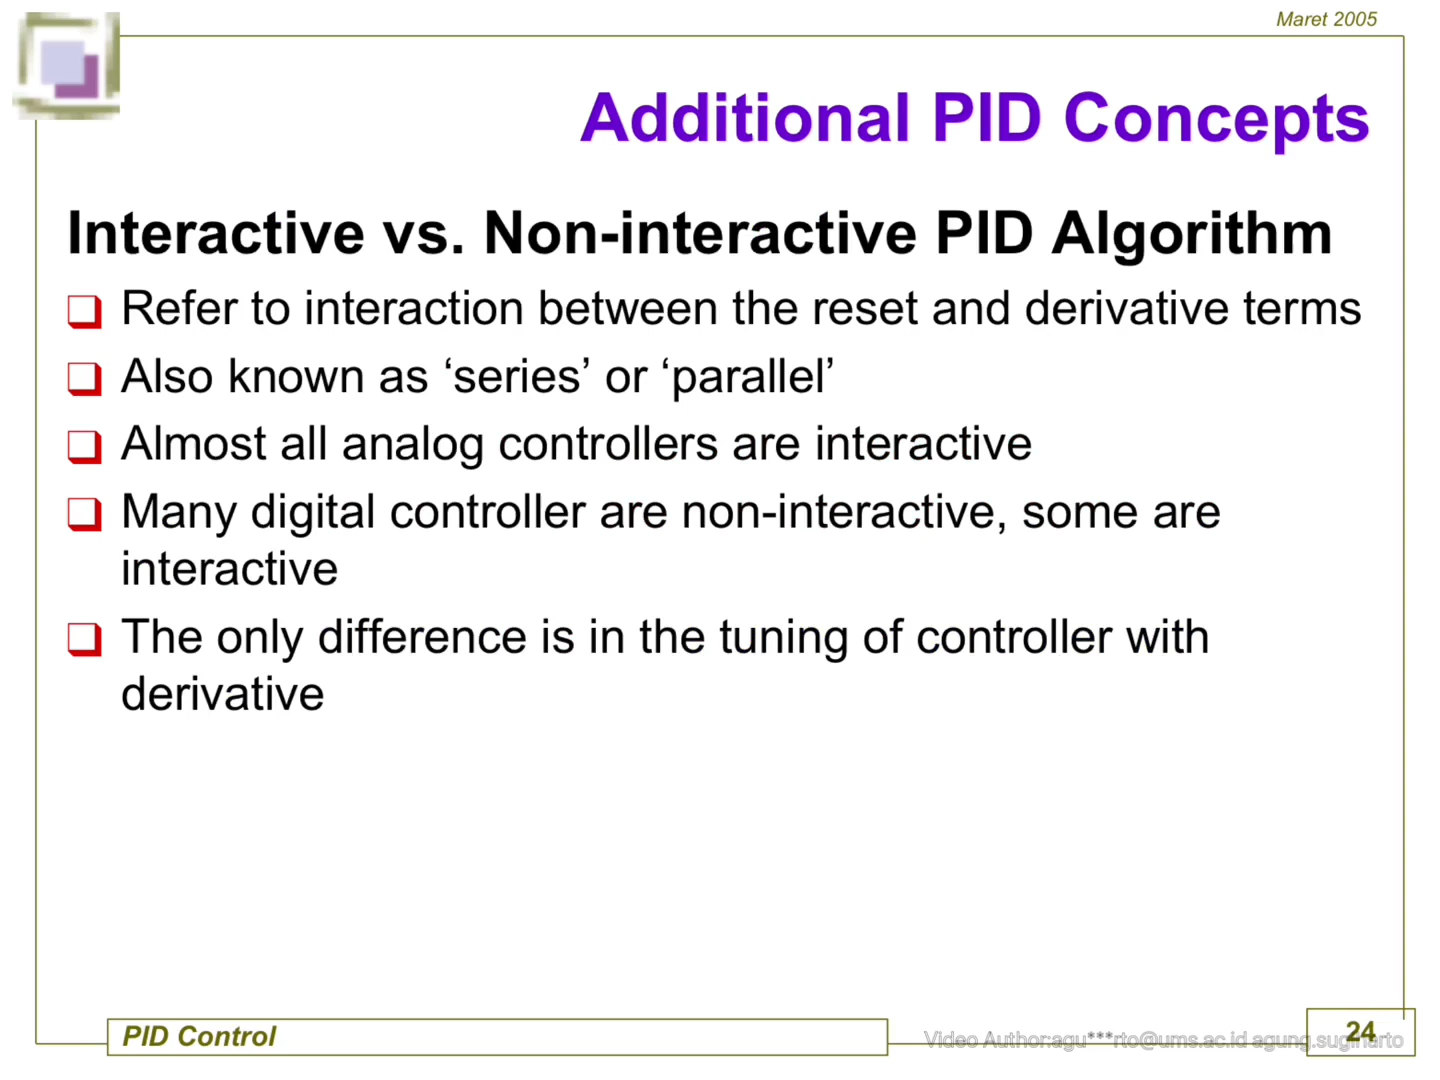 Maret 2005
Additional PID Concepts
Interactive vs. Non-interactive PID Algorithm
Refer to interaction between the reset and derivative terms
Also known as ‘series’ or ‘parallel’
Almost all analog controllers are interactive
Many digital controller are non-interactive, some are
interactive
The only difference is in the tuning of controller with
derivative
PID Control
24
Video Author:agu***rto@ums.ac.id agung.sugiharto